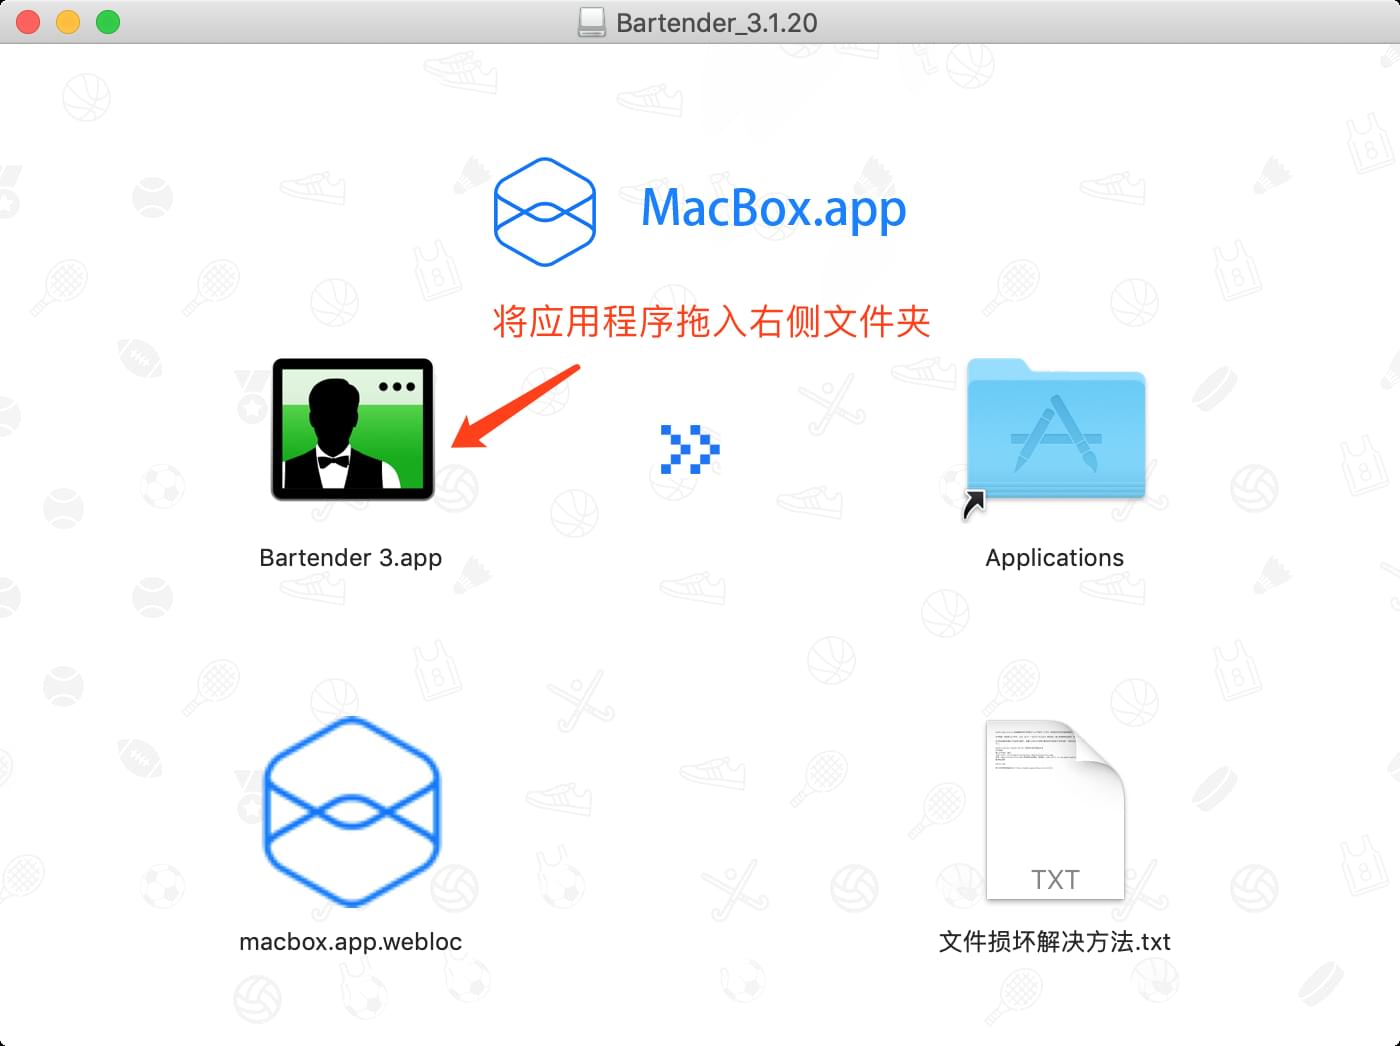 Bartender_3.1.20
MacBox.app
将应用程序拖入右侧文件夹
Bartender 3.app
Applications
TXT
macbox.app.webloc
文件损坏解决方法.txt